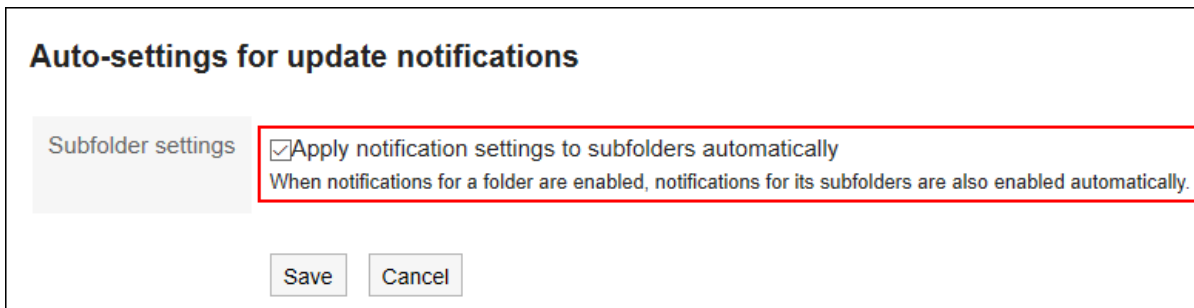 Auto-settings for update notifications
Subfolder settings
Apply notification settings to subfolders automatically
When notifications for a folder are enabled, notifications for its subfolders are also enabled automatically.
Save
Cancel